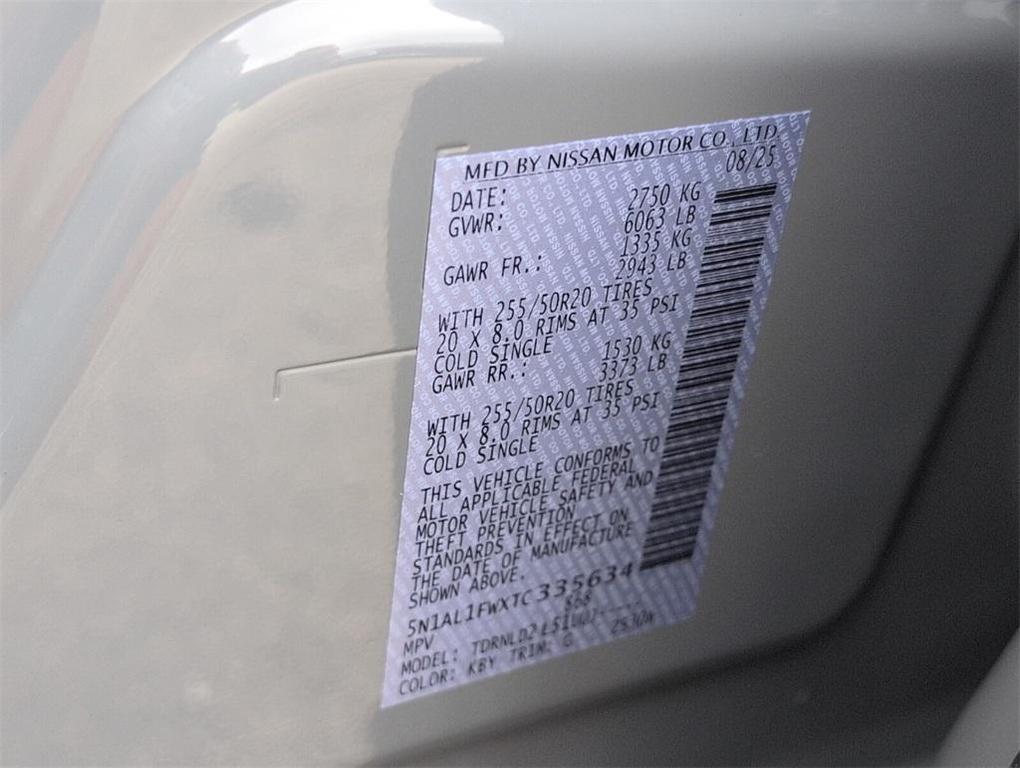 MFD BY NISSAN MOTOR CO., LTD.
DATE: 08/25
GVWR: 2750 KG
6063 LB
GAWR FR.: 1335 KG
2943 LB
WITH 255/50R20 TIRES
20 X 8.0 RIMS AT 35 PSI
COLD SINGLE
GAWR RR.: 1530 KG
3373 LB
WITH 255/50R20 TIRES
20 X 8.0 RIMS AT 35 PSI
COLD SINGLE
THIS VEHICLE CONFORMS TO
ALL APPLICABLE FEDERAL
MOTOR VEHICLE SAFETY AND
THEFT PREVENTION
STANDARDS IN EFFECT ON
THE DATE OF MANUFACTURE
SHOWN ABOVE.
5N1AL1FWXTC335634
MPV 868
MODEL:
COLOR: KBY TRIM: G